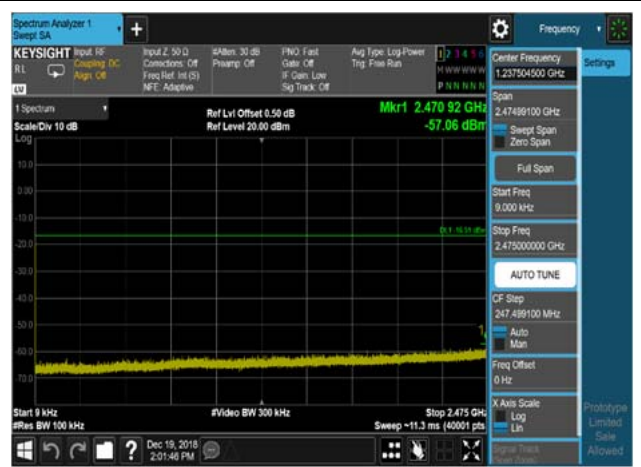 Spectrum Analyzer 1
Swept SA
Frequency
KEYSIGHT
RL
Input: RF
Coupling: DC
Align: Off
Input Z: 50 Ω
Corrections: Off
Freq Ref: Int (S)
NFE: Adaptive
#Atten: 30 dB
Preamp: Off
PNO: Fast
Gate: Off
IF Gain: Low
Sig Track: Off
Avg Type: Log-Power
Trig: Free Run
1 2 3 4 5 6
M W W W W W
P N N N N N
LW
1 Spectrum
Scale/Div 10 dB
Ref Lvl Offset 0.50 dB
Ref Level 20.00 dBm
Mkr1 2.470 92 GHz
-57.06 dBm
Log
10.0
0.00
-10.0
-20.0
-30.0
-40.0
-50.0
-60.0
-70.0
1
Start 9 kHz
#Res BW 100 kHz
#Video BW 300 kHz
Stop 2.475 GHz
Sweep ~11.3 ms (40001 pts
Center Frequency
1.237504500 GHz
Settings
Span
2.47499100 GHz
Swept Span
Zero Span
Full Span
Start Freq
9.000 kHz
Stop Freq
2.475000000 GHz
AUTO TUNE
CF Step
247.499100 MHz
Auto
Man
Freq Offset
0 Hz
X Axis Scale
Log
Lin
Signal Track
(Span Zoom)
Prototype
Limited
Sale
Allowed
Dec 19, 2018
2:01:46 PM